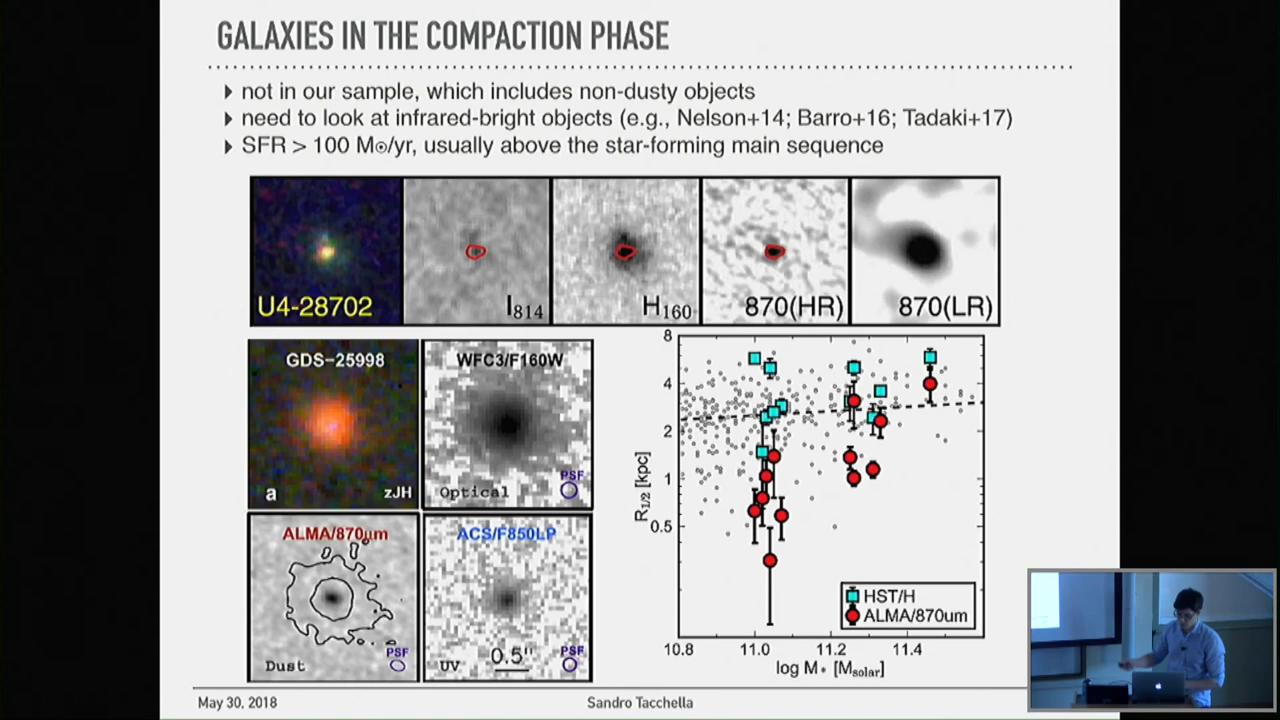 GALAXIES IN THE COMPACTION PHASE
not in our sample, which includes non-dusty objects
need to look at infrared-bright objects (e.g., Nelson+14; Barro+16; Tadaki+17)
SFR > 100 M⊙/yr, usually above the star-forming main sequence
U4-28702
I814
H160
870(HR)
870(LR)
GDS-25998
a
zJH
WFC3/F160W
Optical
PSF
ALMA/870μm
Dust
PSF
ACS/F850LP
UV
0.5"
PSF
8
4
2
1
0.5
R1/2 [kpc]
HST/H
ALMA/870um
10.8 11.0 11.2 11.4
log M* [Msolar]
May 30, 2018
Sandro Tacchella